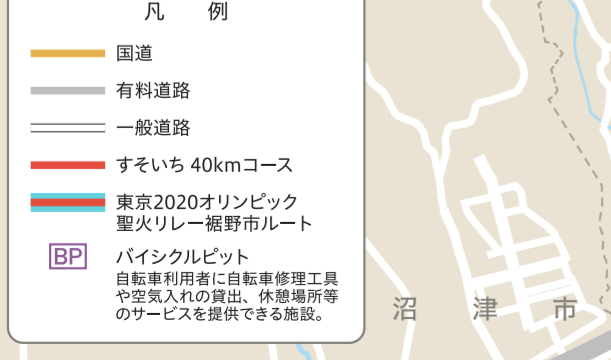 凡 例
国道
有料道路
一般道路
すそいち 40kmコース
東京2020オリンピック
聖火リレー裾野市ルート
BP バイシクルピット
自転車利用者に自転車修理工具
や空気入れの貸出、休憩場所等
のサービスを提供できる施設。
沼 津 市